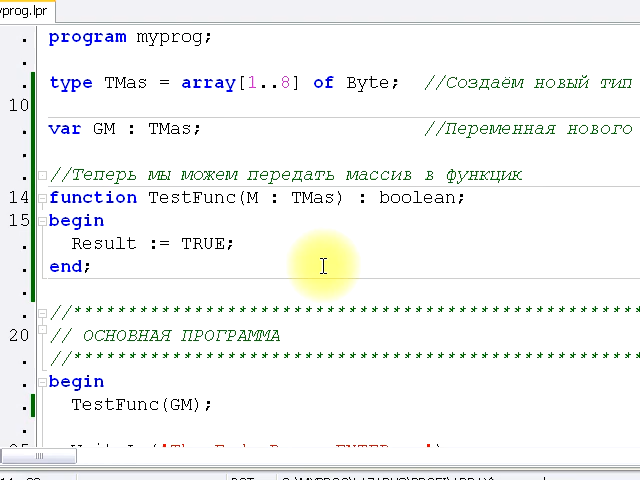 prog.lpr
program myprog;
type TMas = array[1..8] of Byte; //Создаём новый тип
10
var GM : TMas; //Переменная нового
//Теперь мы можем передать массив в функцик
14 function TestFunc(M : TMas) : boolean;
15 begin
Result := TRUE;
end;
//******************************************************
20 // ОСНОВНАЯ ПРОГРАММА
//******************************************************
begin
TestFunc(GM);